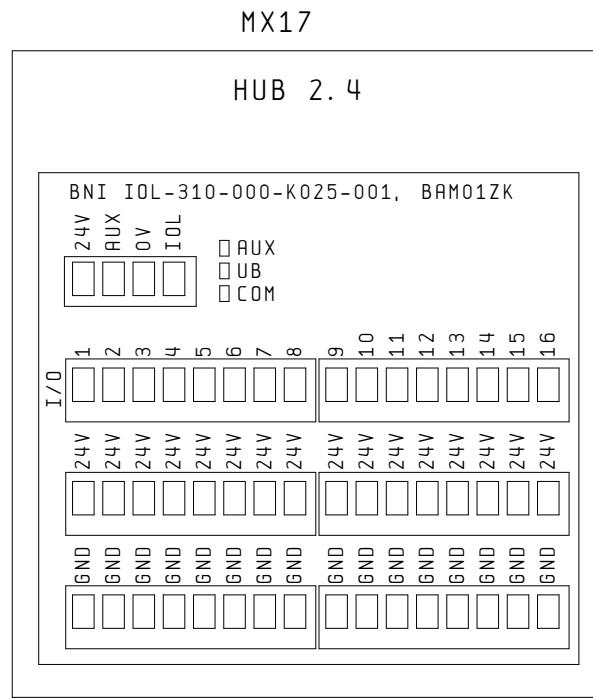 MX17
HUB 2.4
BNI IOL-310-000-K025-001, BAM01ZK
24V AUX 0V IOL
AUX
UB
COM
I/O
1 2 3 4 5 6 7 8 9 10 11 12 13 14 15 16
24V 24V 24V 24V 24V 24V 24V 24V 24V 24V 24V 24V 24V 24V 24V 24V
GND GND GND GND GND GND GND GND GND GND GND GND GND GND GND GND